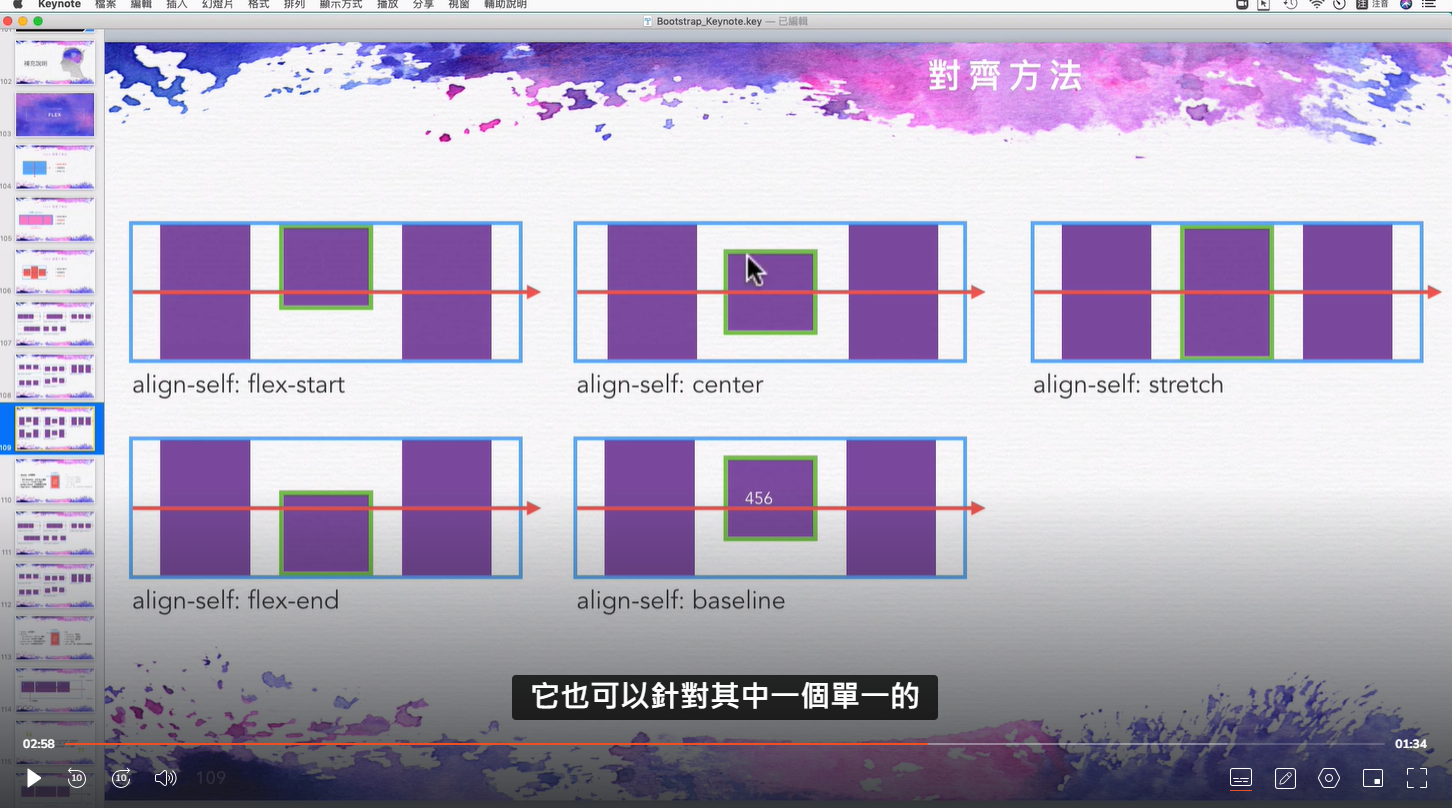 Keynote 檔案 編輯 插入 幻燈片 格式 排列 顯示方式 播放 分享 視窗 輔助說明
注音
Bootstrap_Keynote.key — 已編輯
對齊方法
102
補充說明
103
FLEX
104
105
106
107
108
109
110
111
112
113
114
align-self: flex-start
align-self: center
align-self: stretch
456
align-self: flex-end
align-self: baseline
它也可以針對其中一個單一的
02:58
01:34
10
10
109